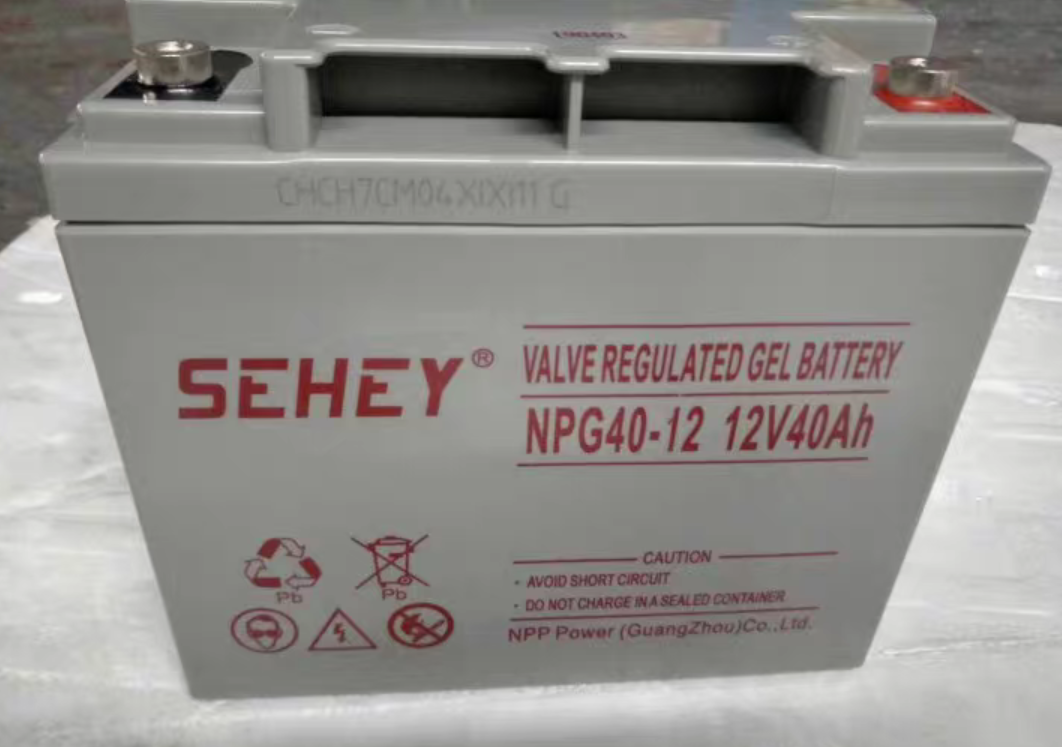 190403
CHCH7CM04XIXI11 G
SEHEY®
VALVE REGULATED GEL BATTERY
NPG40-12 12V40Ah
Pb
Pb
CAUTION
· AVOID SHORT CIRCUIT
· DO NOT CHARGE IN A SEALED CONTAINER
NPP Power (GuangZhou)Co.,Ltd.